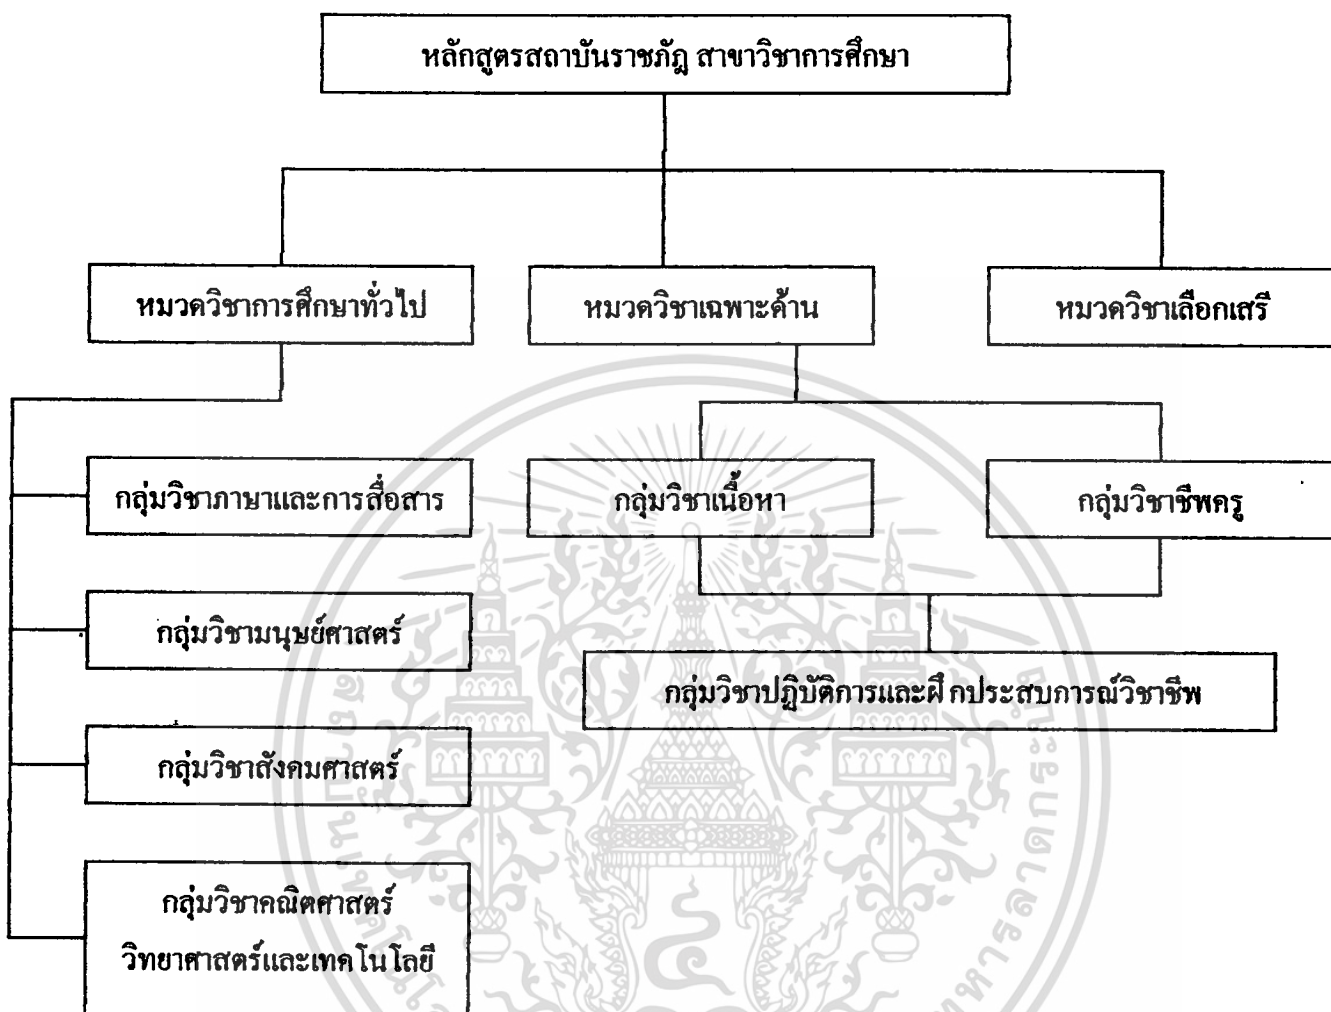 หลักสูตรสถาบันราชภัฏ สาขาวิชาการศึกษา
หมวดวิชาการศึกษาทั่วไป
หมวดวิชาเฉพาะด้าน
หมวดวิชาเลือกเสรี
กลุ่มวิชาภาษาและการสื่อสาร
กลุ่มวิชาเนื้อหา
กลุ่มวิชาชีพครู
กลุ่มวิชามนุษย์ศาสตร์
กลุ่มวิชาปฏิบัติการและฝึกประสบการณ์วิชาชีพ
กลุ่มวิชาสังคมศาสตร์
กลุ่มวิชาคณิตศาสตร์
วิทยาศาสตร์และเทคโนโลยี